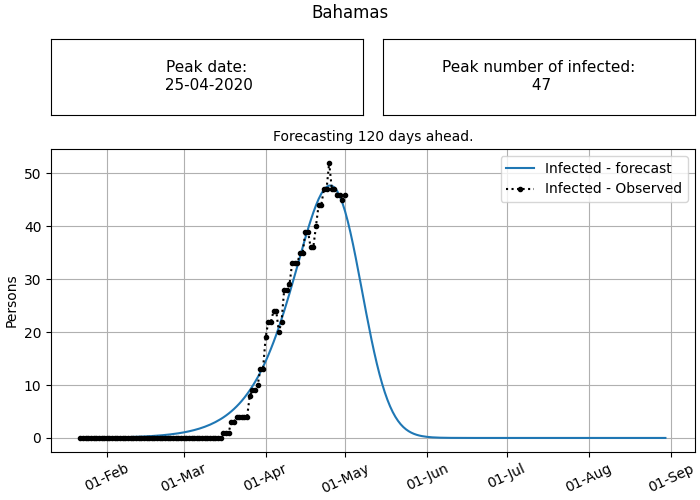 Bahamas
Peak date:
25-04-2020
Peak number of infected:
47
Forecasting 120 days ahead.
Infected - forecast
Infected - Observed
Persons
50
40
30
20
10
0
01-Feb
01-Mar
01-Apr
01-May
01-Jun
01-Jul
01-Aug
01-Sep